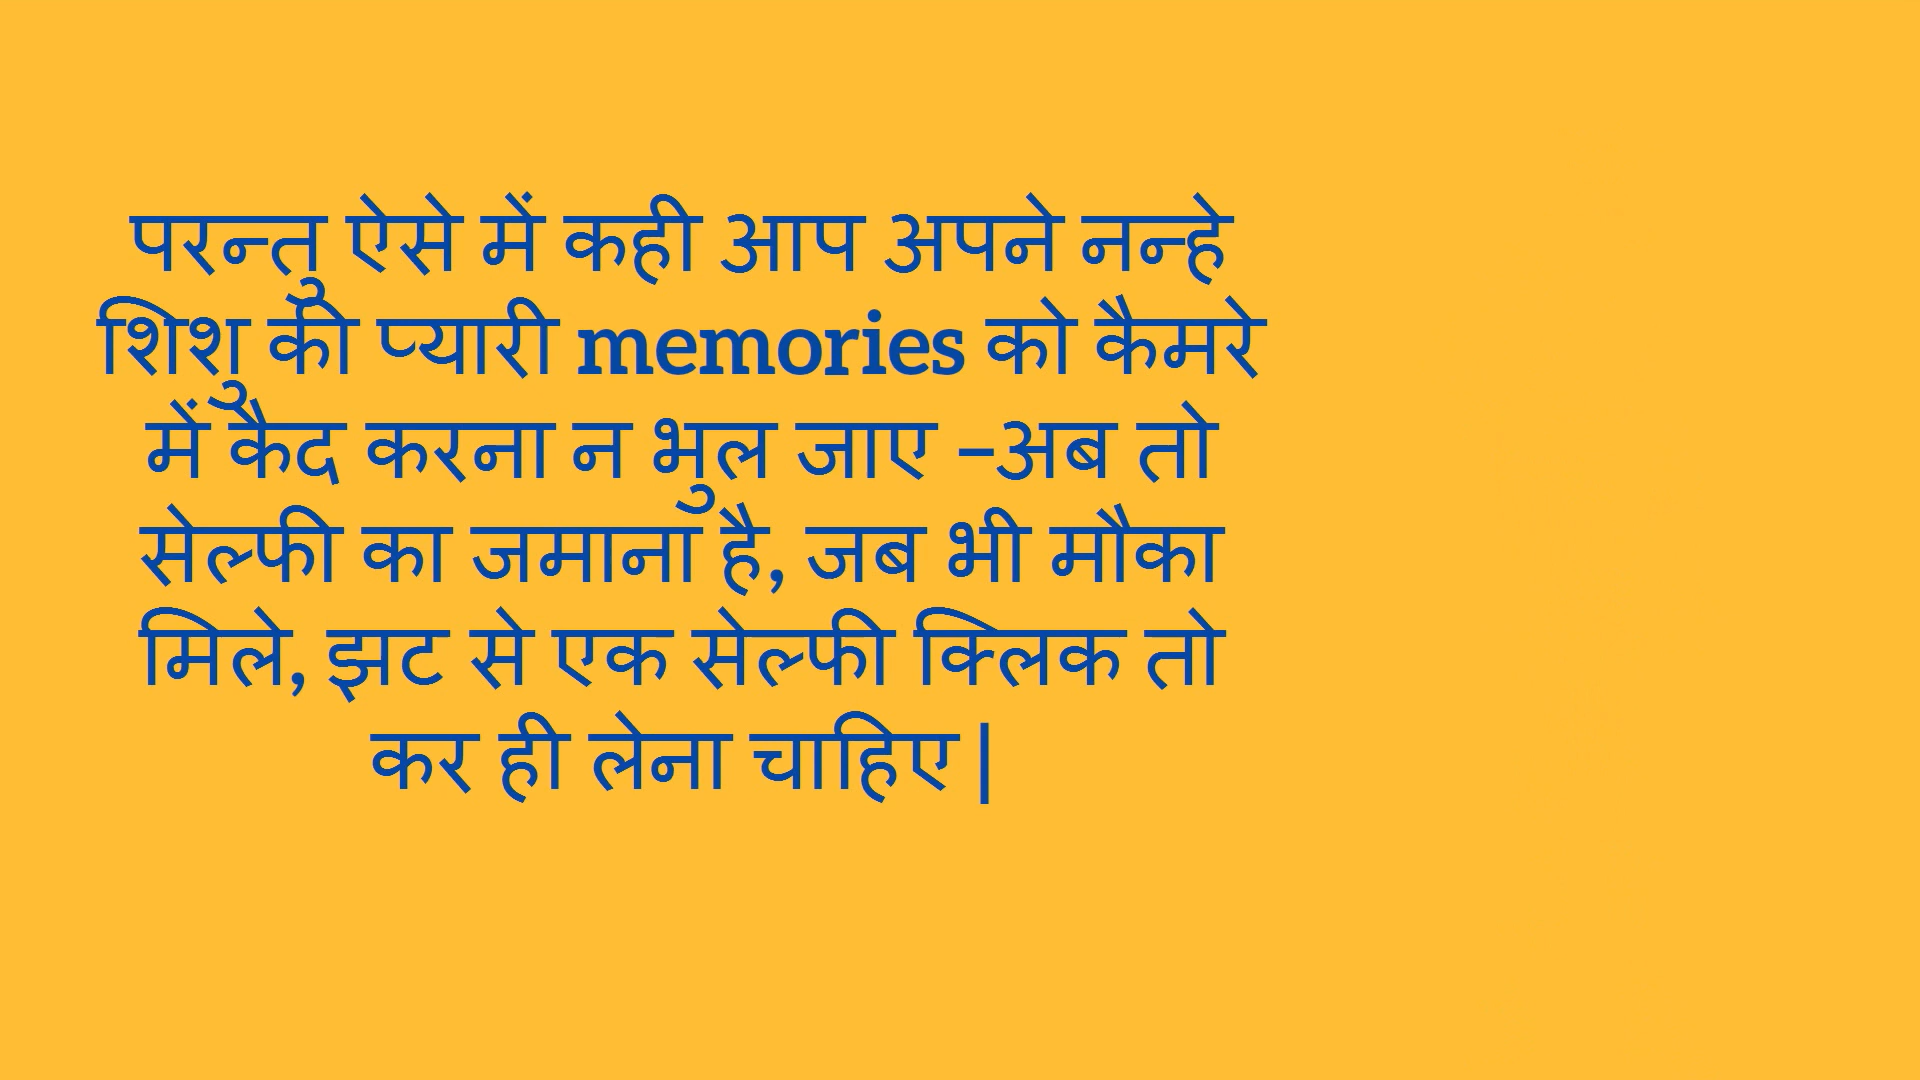 परन्तु ऐसे में कही आप अपने नन्हे
शिशु की प्यारी memories को कैमरे
में कैद करना न भुल जाए –अब तो
सेल्फी का जमाना है, जब भी मौका
मिले, झट से एक सेल्फी क्लिक तो
कर ही लेना चाहिए |